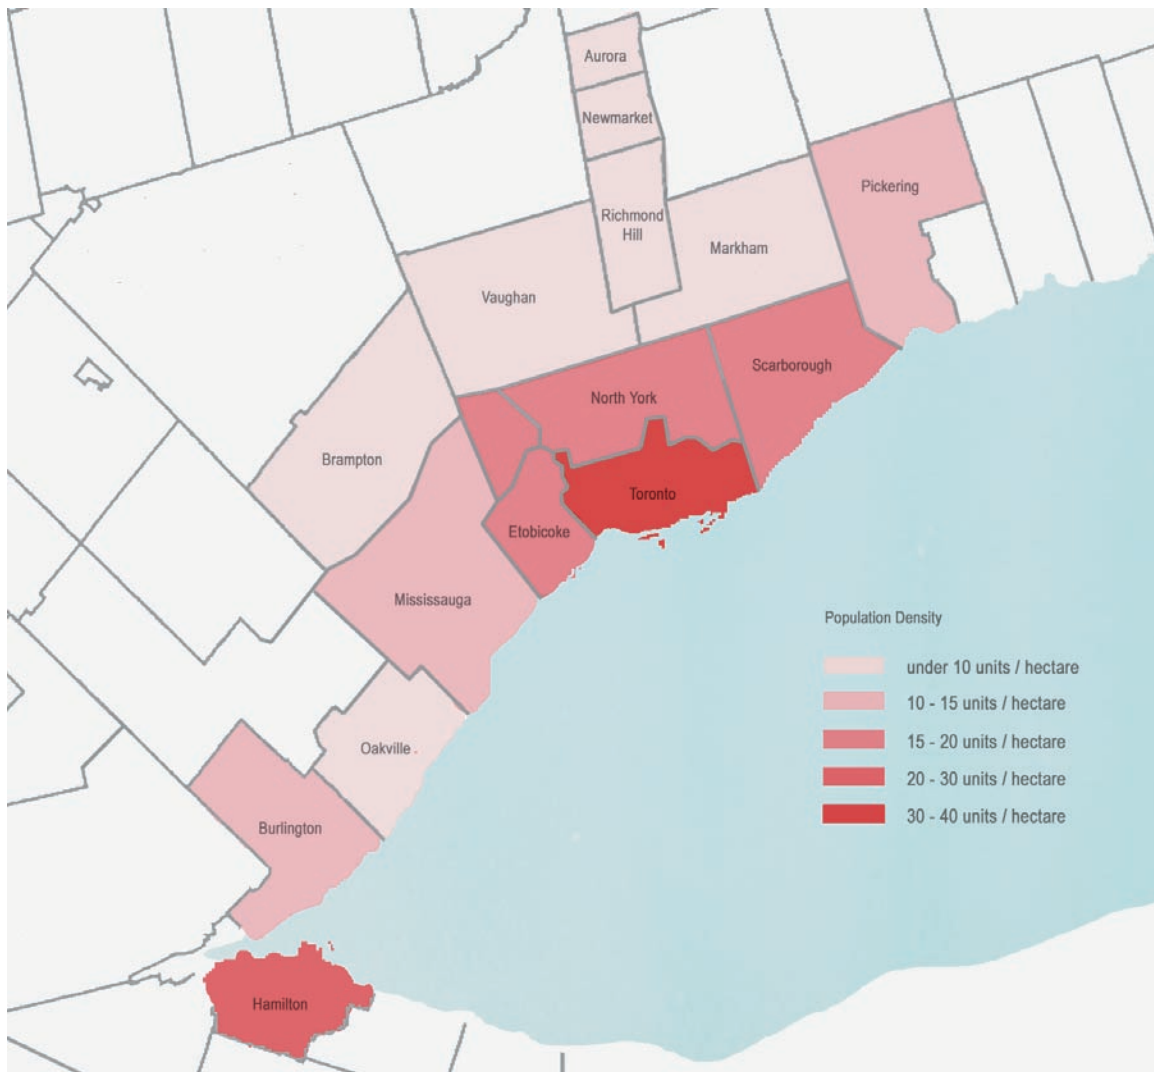 Aurora
Newmarket
Pickering
Richmond
Hill
Markham
Vaughan
Scarborough
North York
Brampton
Toronto
Etobicoke
Mississauga
Population Density
under 10 units / hectare
10 - 15 units / hectare
15 - 20 units / hectare
20 - 30 units / hectare
30 - 40 units / hectare
Oakville
Burlington
Hamilton